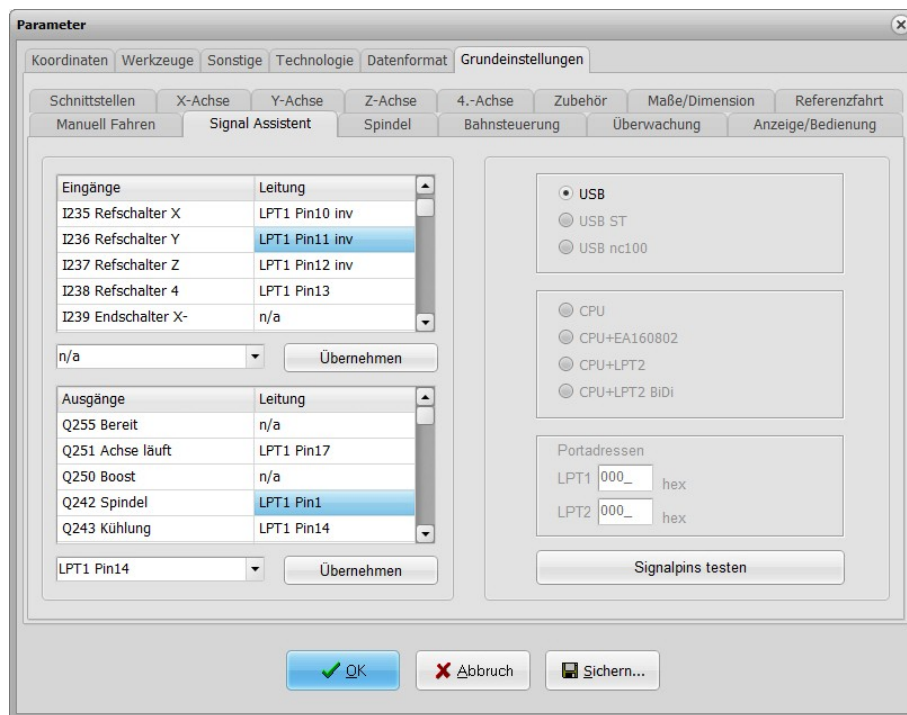 Parameter
Koordinaten Werkzeuge Sonstige Technologie Datenformat Grundeinstellungen
Schnittstellen X-Achse Y-Achse Z-Achse 4.-Achse Zubehör Maße/Dimension Referenzfahrt
Manuell Fahren Signal Assistent Spindel Bahnsteuerung Überwachung Anzeige/Bedienung
Eingänge Leitung
I235 Refschalter X LPT1 Pin10 inv
I236 Refschalter Y LPT1 Pin11 inv
I237 Refschalter Z LPT1 Pin12 inv
I238 Refschalter 4 LPT1 Pin13
I239 Endschalter X- n/a
n/a Übernehmen
Ausgänge Leitung
Q255 Bereit n/a
Q251 Achse läuft LPT1 Pin17
Q250 Boost n/a
Q242 Spindel LPT1 Pin1
Q243 Kühlung LPT1 Pin14
LPT1 Pin14 Übernehmen
USB
USB ST
USB nc100
CPU
CPU+EA160802
CPU+LPT2
CPU+LPT2 BiDi
Portadressen
LPT1 000_ hex
LPT2 000_ hex
Signalpins testen
OK Abbruch Sichern...